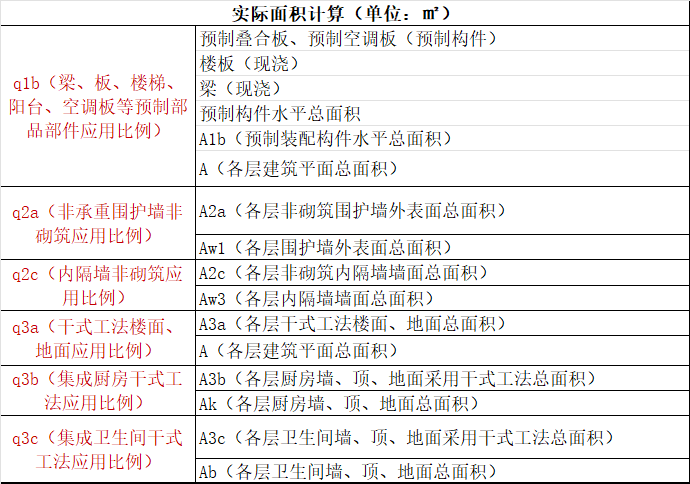 实际面积计算（单位：㎡）
q1b（梁、板、楼梯、
阳台、空调板等预制部
品部件应用比例）
预制叠合板、预制空调板（预制构件）
楼板（现浇）
梁（现浇）
预制构件水平总面积
A1b（预制装配构件水平总面积）
A（各层建筑平面总面积）
q2a（非承重围护墙非
砌筑应用比例）
A2a（各层非砌筑围护墙外表面总面积）
Aw1（各层围护墙外表面总面积）
q2c（内隔墙非砌筑应
用比例）
A2c（各层非砌筑内隔墙墙面总面积）
Aw3（各层内隔墙墙面总面积）
q3a（干式工法楼面、
地面应用比例）
A3a（各层干式工法楼面、地面总面积）
A（各层建筑平面总面积）
q3b（集成厨房干式工
法应用比例）
A3b（各层厨房墙、顶、地面采用干式工法总面积）
Ak（各层厨房墙、顶、地面总面积）
q3c（集成卫生间干式
工法应用比例）
A3c（各层卫生间墙、顶、地面采用干式工法总面积）
Ab（各层卫生间墙、顶、地面总面积）